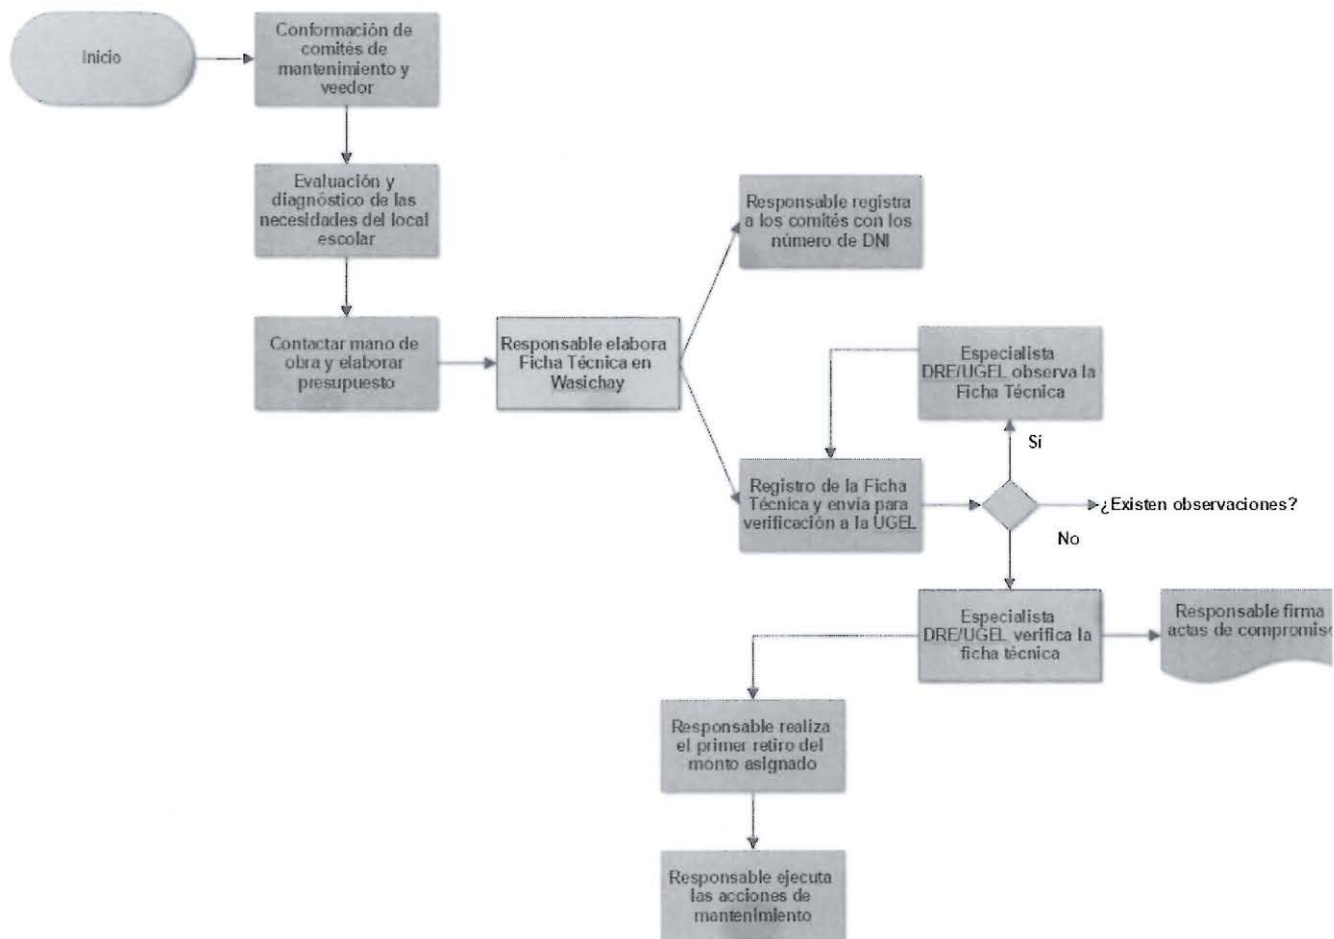 Inicio
Conformación de
comités de
mantenimiento y
veedor
Evaluación y
diagnóstico de las
necesidades del local
escolar
Contactar mano de
obra y elaborar
presupuesto
Responsable elabora
Ficha Técnica en
Wasichay
Responsable registra
a los comités con los
número de DNI
Registro de la Ficha
Técnica y envía para
verificación a la UGEL
Especialista
DRE/UGEL observa la
Ficha Técnica
Sí
¿Existen observaciones?
No
Especialista
DRE/UGEL verifica la
ficha técnica
Responsable firma
actas de compromiso
Responsable realiza
el primer retiro del
monto asignado
Responsable ejecuta
las acciones de
mantenimiento